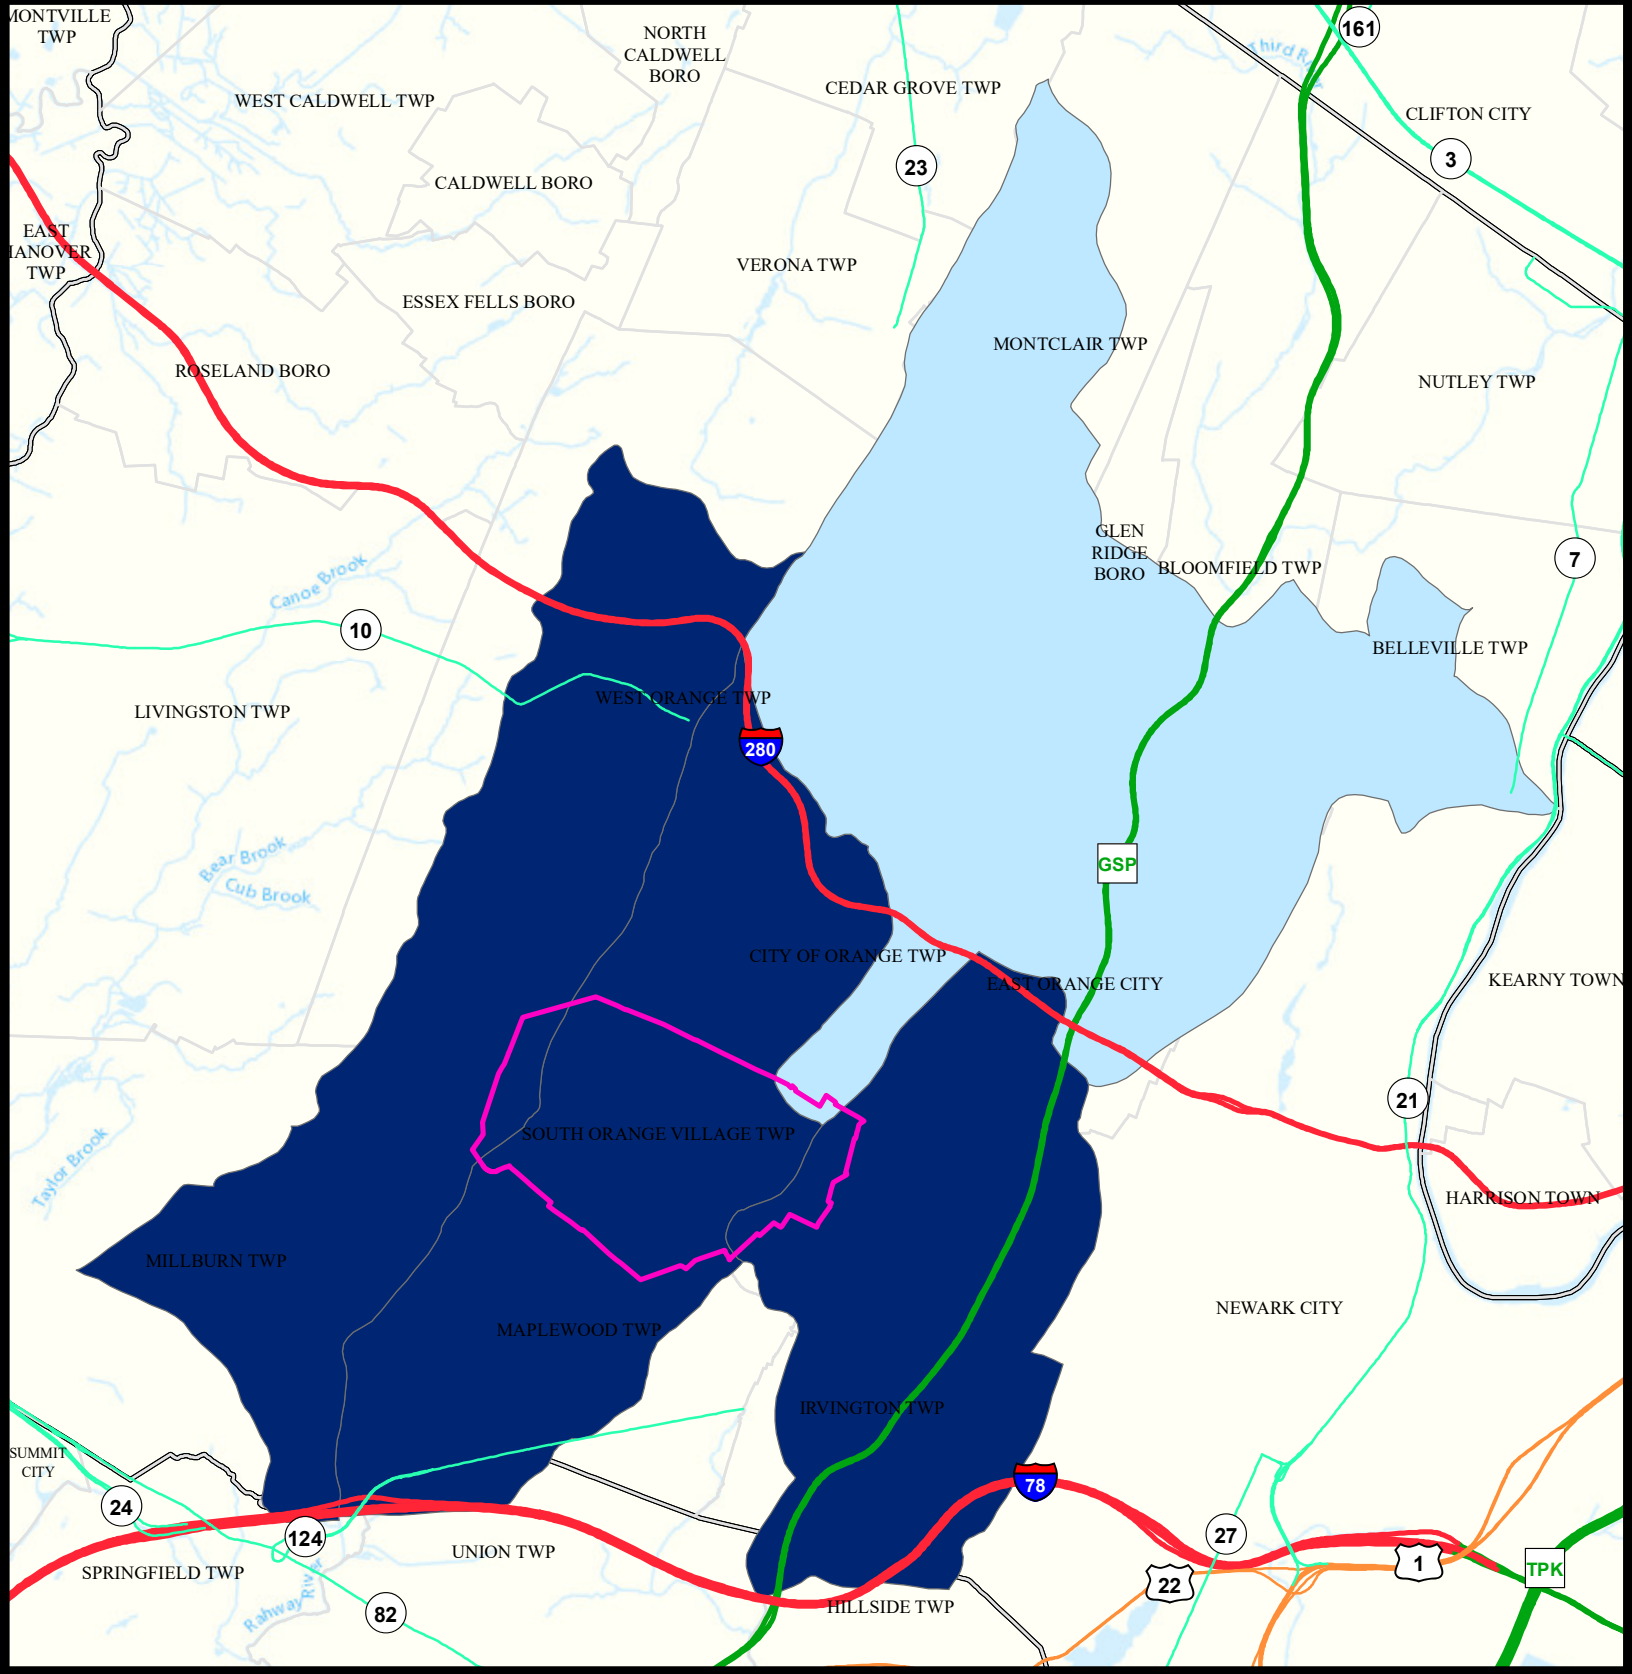 MONTVILLE
TWP
NORTH
CALDWELL
BORO
161
Third R
WEST CALDWELL TWP
CEDAR GROVE TWP
CLIFTON CITY
3
23
CALDWELL BORO
EAST
HANOVER
TWP
VERONA TWP
ESSEX FELLS BORO
MONTCLAIR TWP
ROSELAND BORO
NUTLEY TWP
GLEN
RIDGE
BORO
BLOOMFIELD TWP
7
Canoe Brook
10
BELLEVILLE TWP
WEST ORANGE TWP
LIVINGSTON TWP
280
Bear Brook
Cub Brook
GSP
CITY OF ORANGE TWP
EAST ORANGE CITY
KEARNY TOWN
21
SOUTH ORANGE VILLAGE TWP
Taylor Brook
HARRISON TOWN
MILLBURN TWP
NEWARK CITY
MAPLEWOOD TWP
IRVINGTON TWP
SUMMIT
CITY
78
24
124
27
UNION TWP
1
SPRINGFIELD TWP
TPK
22
Rahway River
82
HILLSIDE TWP